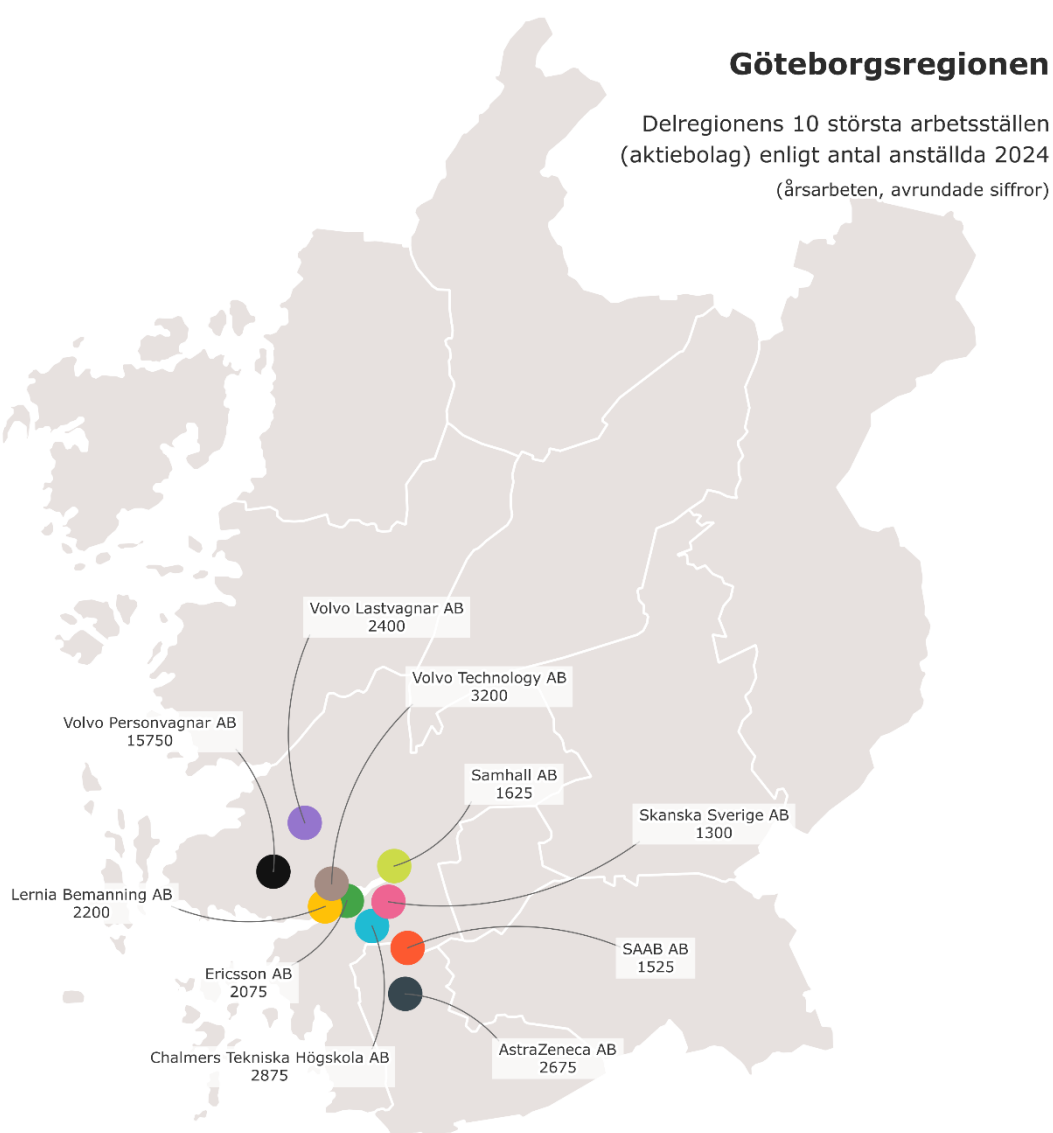 Göteborgsregionen
Delregionens 10 största arbetsställen
(aktiebolag) enligt antal anställda 2024
(årsarbeten, avrundade siffror)
Volvo Lastvagnar AB
2400
Volvo Technology AB
3200
Volvo Personvagnar AB
15750
Samhall AB
1625
Skanska Sverige AB
1300
Lernia Bemanning AB
2200
SAAB AB
1525
Ericsson AB
2075
AstraZeneca AB
2675
Chalmers Tekniska Högskola AB
2875